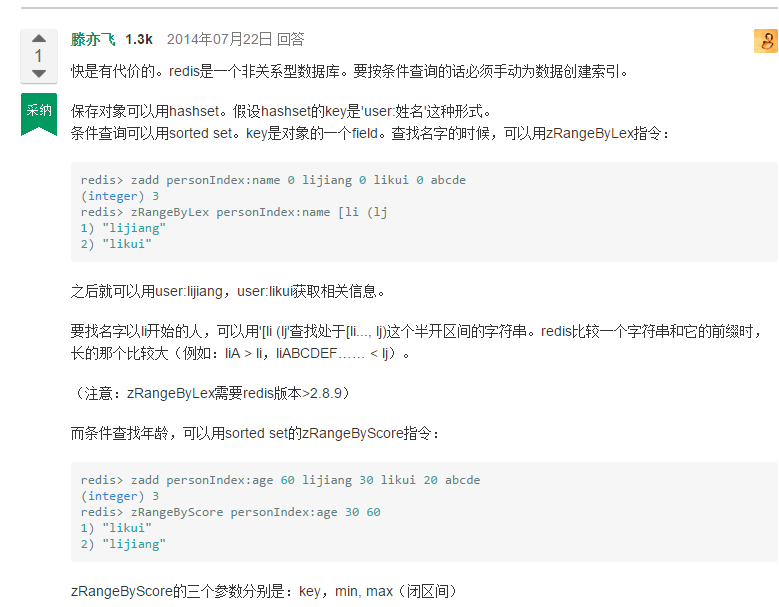 滕亦飞 1.3k 2014年07月22日 回答
1
快是有代价的。redis是一个非关系型数据库。要按条件查询的话必须手动为数据创建索引。
采纳
保存对象可以用hashset。假设hashset的key是'user:姓名'这种形式。
条件查询可以用sorted set。key是对象的一个field。查找名字的时候，可以用zRangeByLex指令：
redis> zadd personIndex:name 0 lijiang 0 likui 0 abcde
(integer) 3
redis> zRangeByLex personIndex:name [li (lj
1) "lijiang"
2) "likui"
之后就可以用user:lijiang，user:likui获取相关信息。
要找名字以li开始的人，可以用'[li (lj'查找处于[li..., lj)这个半开区间的字符串。redis比较一个字符串和它的前缀时，
长的那个比较大（例如：liA > li，liABCDEF…… < lj）。
（注意：zRangeByLex需要redis版本>2.8.9）
而条件查找年龄，可以用sorted set的zRangeByScore指令：
redis> zadd personIndex:age 60 lijiang 30 likui 20 abcde
(integer) 3
redis> zRangeByScore personIndex:age 30 60
1) "likui"
2) "lijiang"
zRangeByScore的三个参数分别是：key，min, max（闭区间）